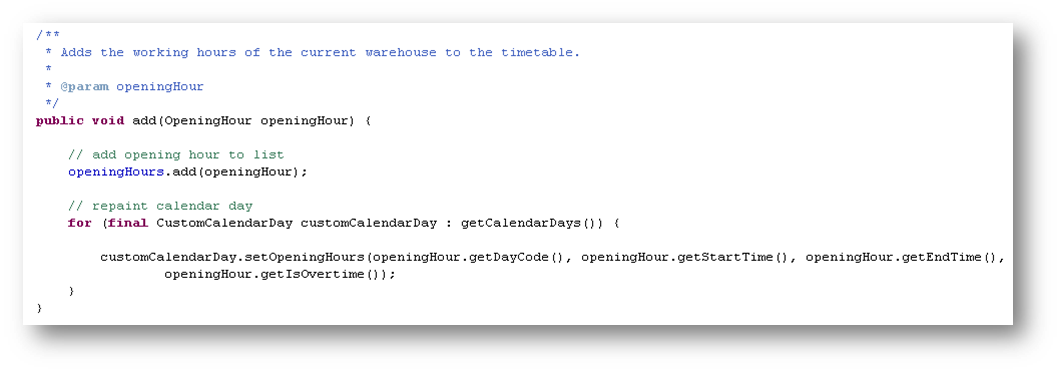 /**
 * Adds the working hours of the current warehouse to the timetable.
 *
 * @param openingHour
 */
public void add(OpeningHour openingHour) {
    // add opening hour to list
    openingHours.add(openingHour);
    // repaint calendar day
    for (final CustomCalendarDay customCalendarDay : getCalendarDays()) {
        customCalendarDay.setOpeningHours(openingHour.getDayCode(), openingHour.getStartTime(), openingHour.getEndTime(),
                openingHour.getIsOvertime());
    }
}